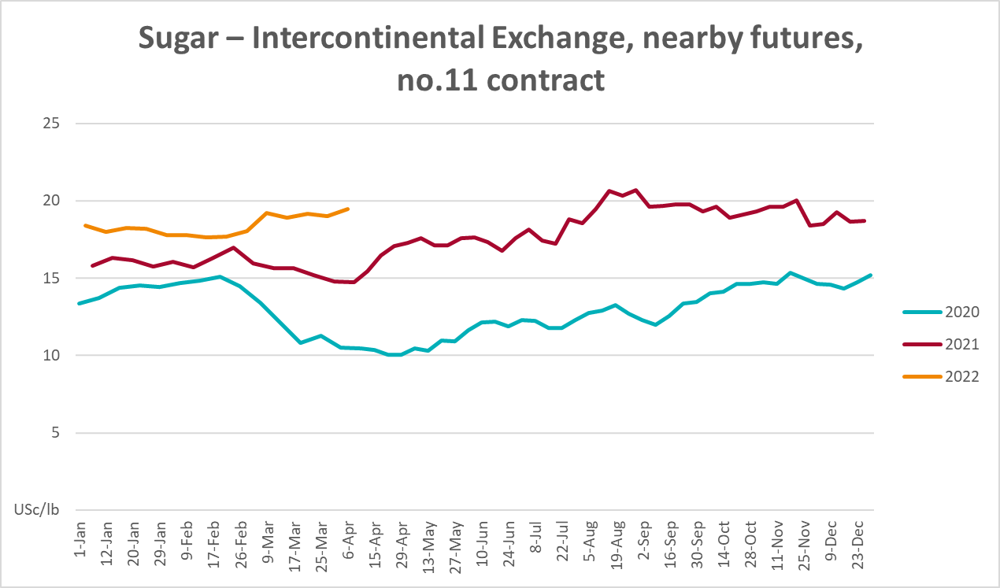 Sugar – Intercontinental Exchange, nearby futures,
no.11 contract
25
20
15
10
5
USc/lb
1-Jan
12-Jan
20-Jan
29-Jan
9-Feb
17-Feb
26-Feb
9-Mar
17-Mar
25-Mar
6-Apr
15-Apr
29-Apr
13-May
27-May
10-Jun
24-Jun
8-Jul
22-Jul
5-Aug
19-Aug
2-Sep
16-Sep
30-Sep
14-Oct
28-Oct
11-Nov
25-Nov
9-Dec
23-Dec
2020
2021
2022